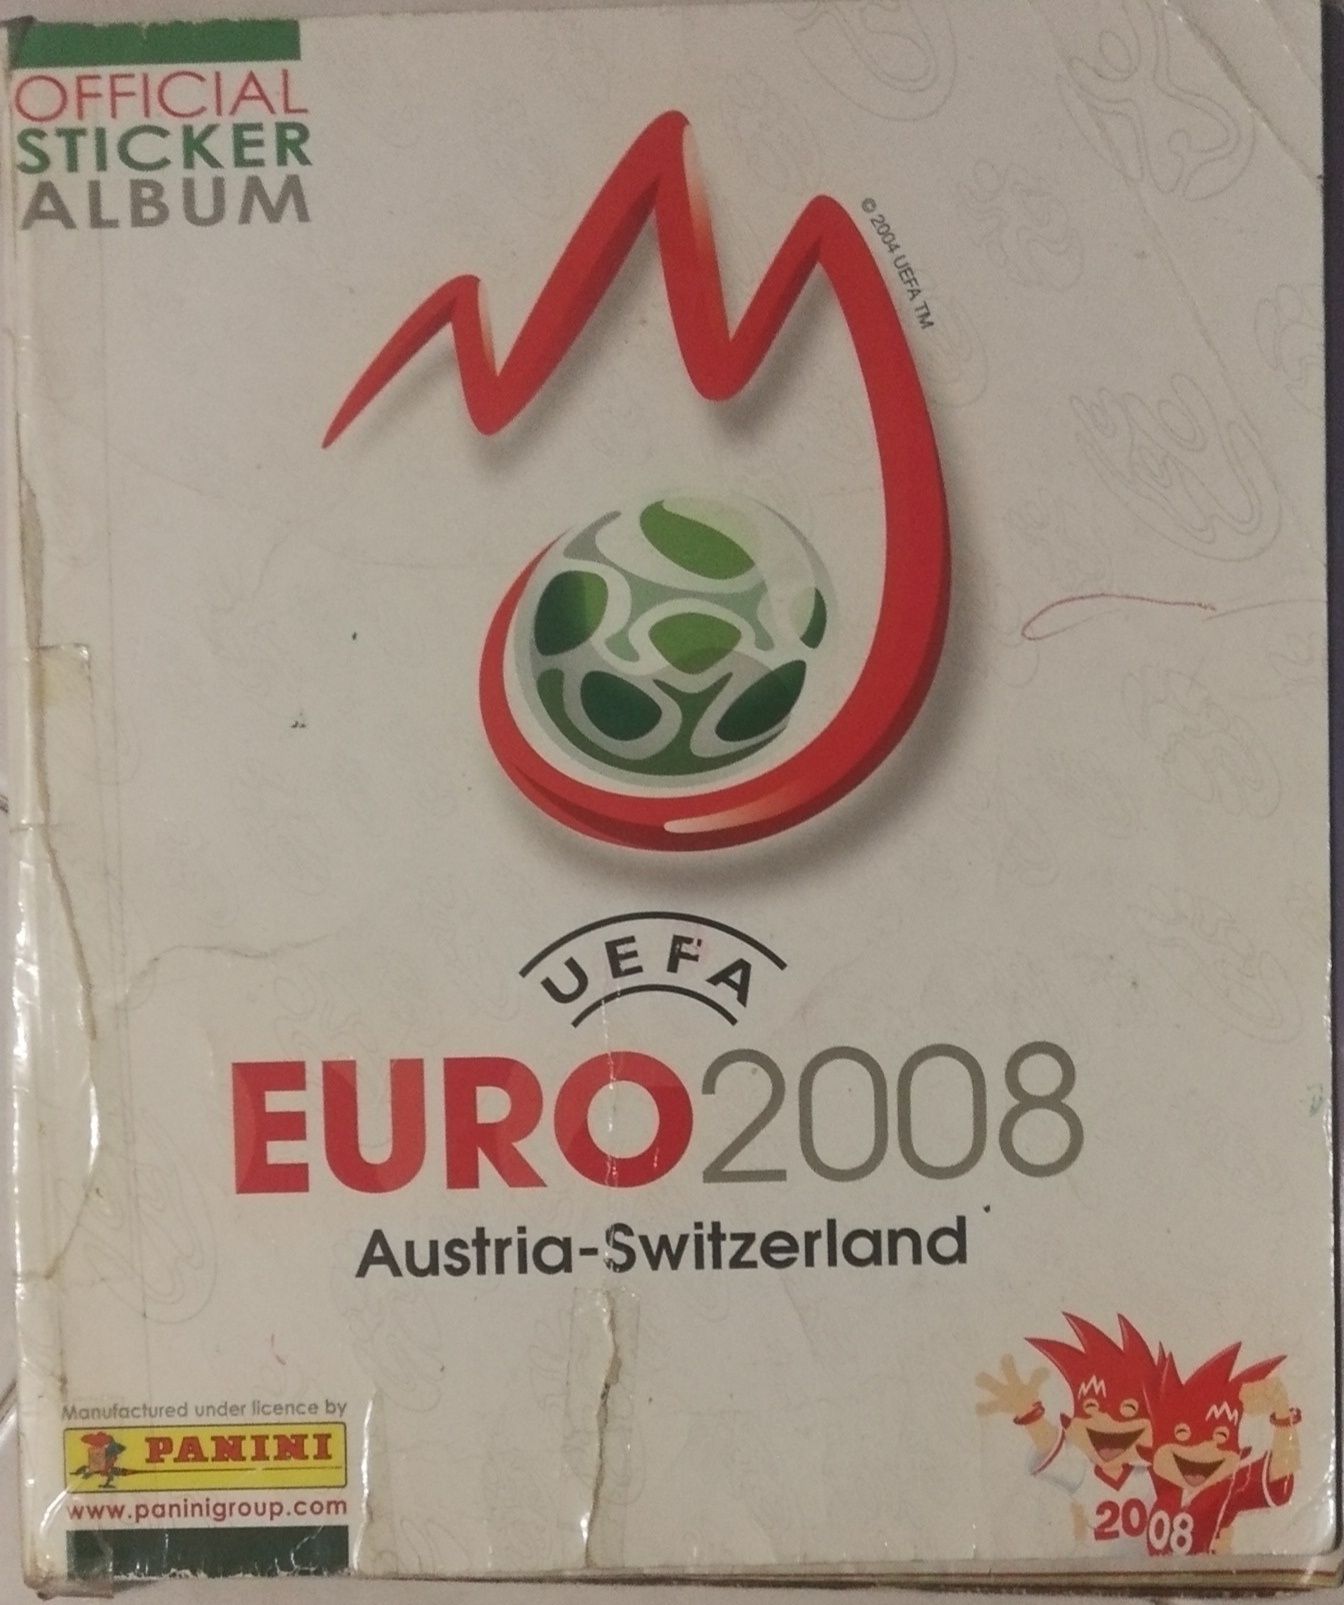 OFFICIAL
STICKER
ALBUM
© 2004 UEFA TM
UEFA
EURO2008
Austria-Switzerland
Manufactured under licence by
PANINI
www.paninigroup.com
2008